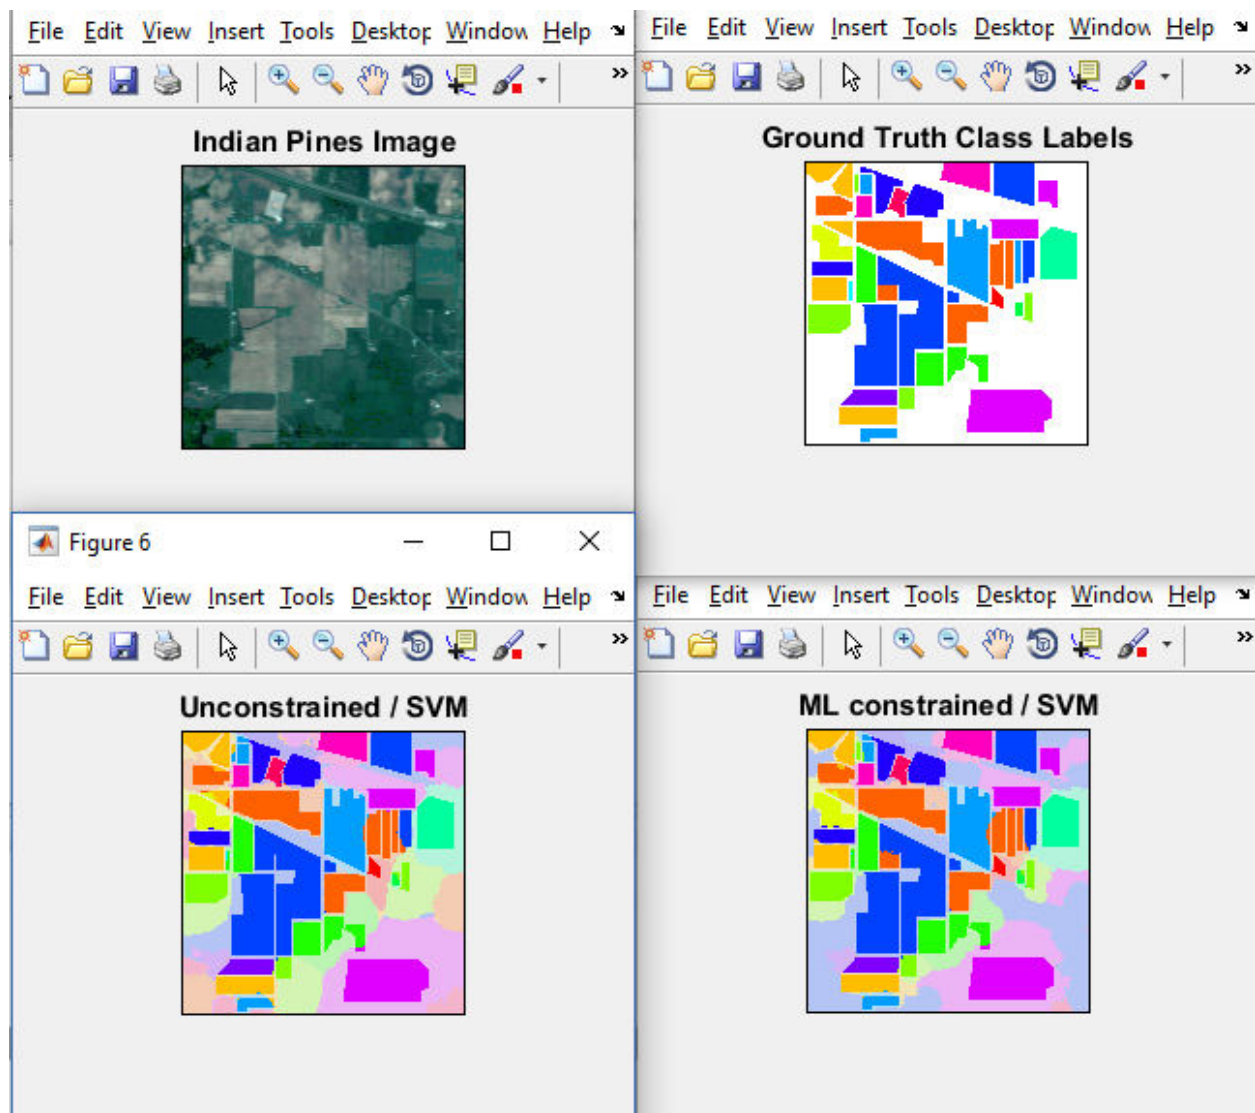 File Edit View Insert Tools Desktop Window Help
Indian Pines Image
File Edit View Insert Tools Desktop Window Help
Ground Truth Class Labels
Figure 6
File Edit View Insert Tools Desktop Window Help
Unconstrained / SVM
File Edit View Insert Tools Desktop Window Help
ML constrained / SVM